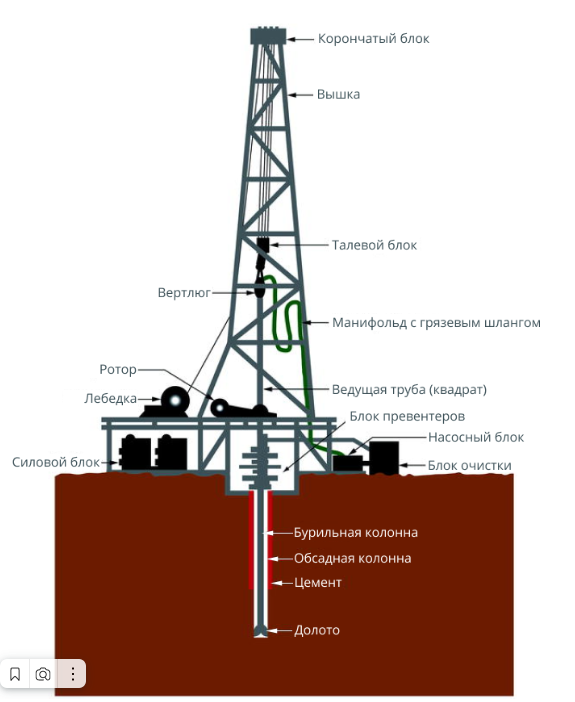 Корончатый блок
Вышка
Талевой блок
Вертлюг
Манифольд с грязевым шлангом
Ротор
Ведущая труба (квадрат)
Лебедка
Блок превентеров
Насосный блок
Силовой блок
Блок очистки
Бурильная колонна
Обсадная колонна
Цемент
Долото